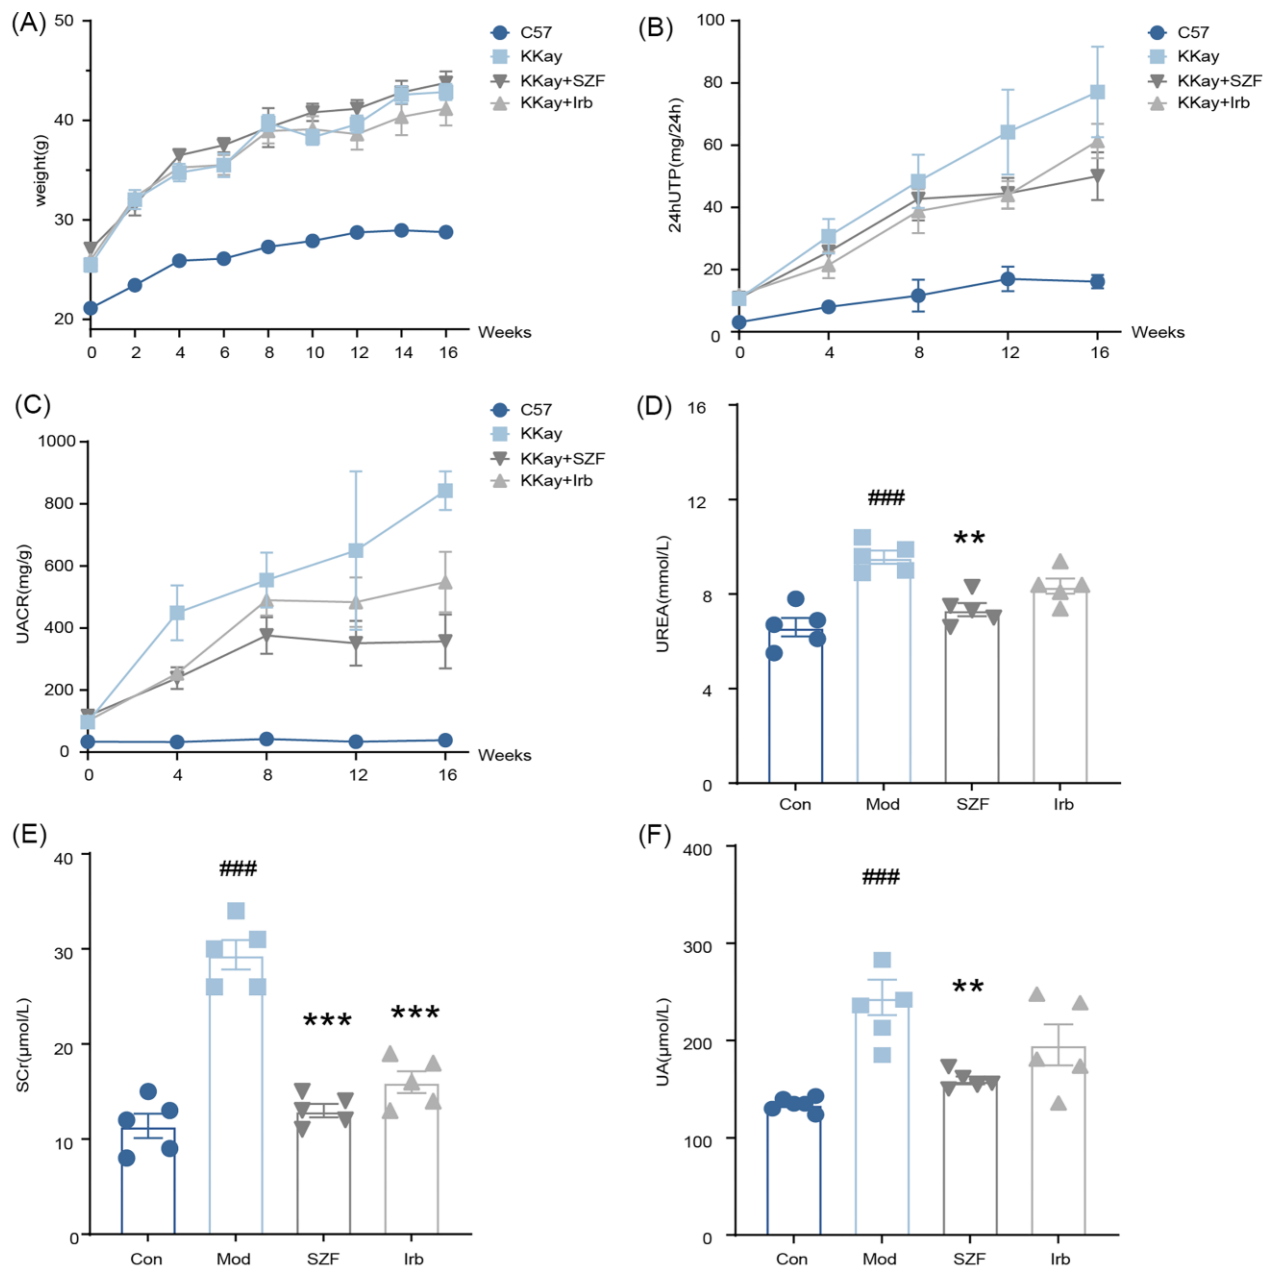 (A)
50
40
30
20
weight(g)
0 2 4 6 8 10 12 14 16
Weeks
C57
KKay
KKay+SZF
KKay+Irb
(B)
100
80
60
40
20
0
24hUTP(mg/24h)
0 4 8 12 16
Weeks
C57
KKay
KKay+SZF
KKay+Irb
(C)
1000
800
600
400
200
0
UACR(mg/g)
0 4 8 12 16
Weeks
C57
KKay
KKay+SZF
KKay+Irb
(D)
16
12
8
4
0
UREA(mmol/L)
###
**
Con Mod SZF Irb
(E)
40
30
20
10
0
SCr(μmol/L)
###
***
***
Con Mod SZF Irb
(F)
400
300
200
100
0
UA(μmol/L)
###
**
Con Mod SZF Irb